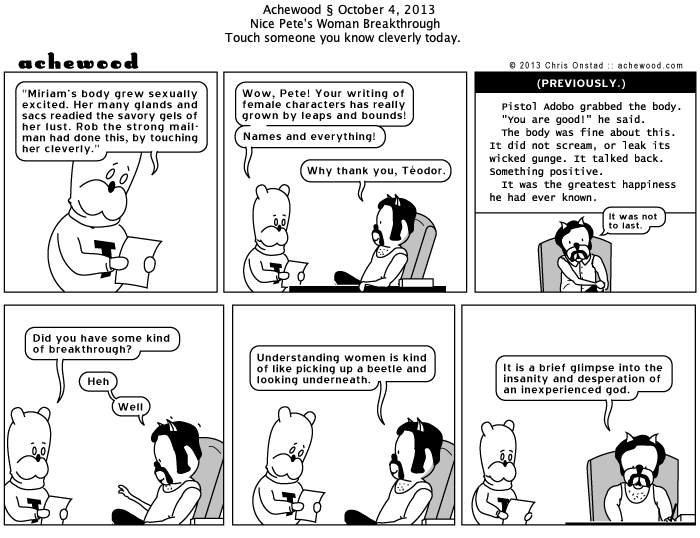 Achewood § October 4, 2013
Nice Pete's Woman Breakthrough
Touch someone you know cleverly today.
achewood
© 2013 Chris Onstad :: achewood.com
"Miriam's body grew sexually
excited. Her many glands and
sacs readied the savory gels of
her lust. Rob the strong mail-
man had done this, by touching
her cleverly."
T
Wow, Pete! Your writing of
female characters has really
grown by leaps and bounds!
Names and everything!
Why thank you, Téodor.
T
(PREVIOUSLY.)
Pistol Adobo grabbed the body.
"You are good!" he said.
The body was fine about this.
It did not scream, or leak its
wicked gunge. It talked back.
Something positive.
It was the greatest happiness
he had ever known.
It was not
to last.
Did you have some kind
of breakthrough?
Heh
Well
T
Understanding women is kind
of like picking up a beetle and
looking underneath.
T
It is a brief glimpse into the
insanity and desperation of
an inexperienced god.
T